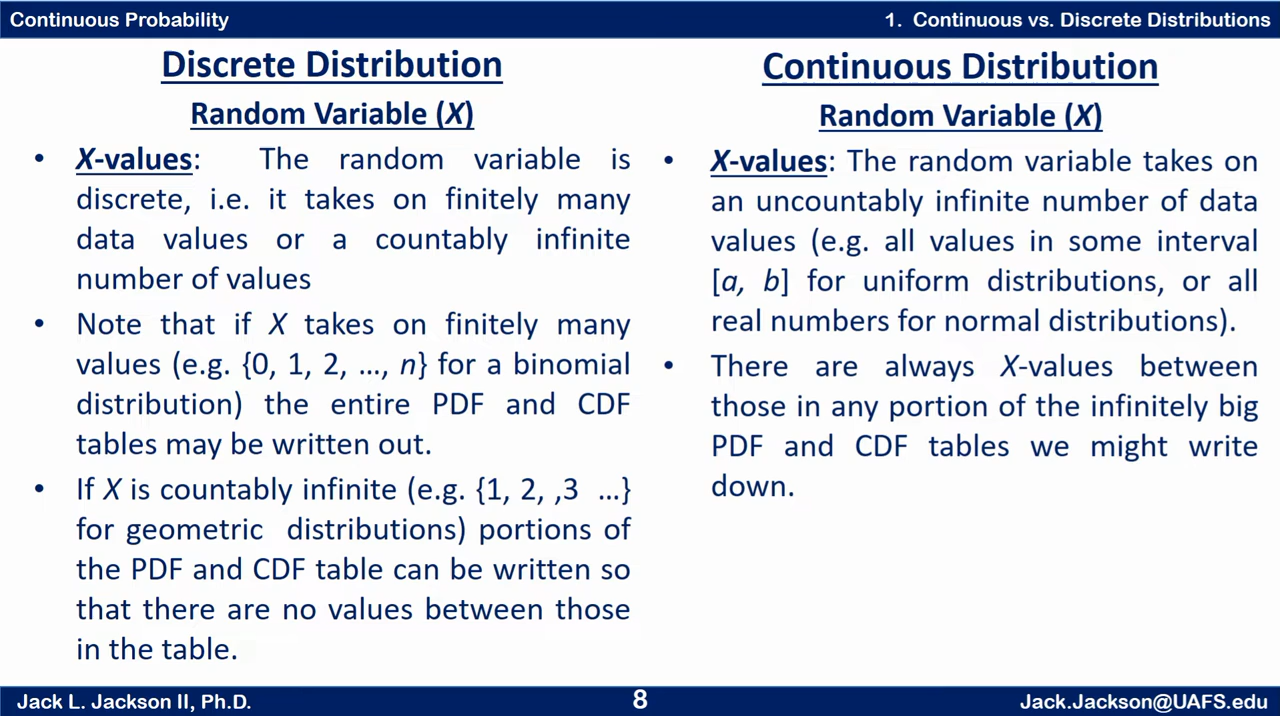 Continuous Probability
1. Continuous vs. Discrete Distributions
Discrete Distribution
Random Variable (X)
• X-values: The random variable is
discrete, i.e. it takes on finitely many
data values or a countably infinite
number of values
• Note that if X takes on finitely many
values (e.g. {0, 1, 2, …, n} for a binomial
distribution) the entire PDF and CDF
tables may be written out.
• If X is countably infinite (e.g. {1, 2, ,3 …}
for geometric distributions) portions of
the PDF and CDF table can be written so
that there are no values between those
in the table.
Continuous Distribution
Random Variable (X)
• X-values: The random variable takes on
an uncountably infinite number of data
values (e.g. all values in some interval
[a, b] for uniform distributions, or all
real numbers for normal distributions).
• There are always X-values between
those in any portion of the infinitely big
PDF and CDF tables we might write
down.
Jack L. Jackson II, Ph.D.
8
Jack.Jackson@UAFS.edu